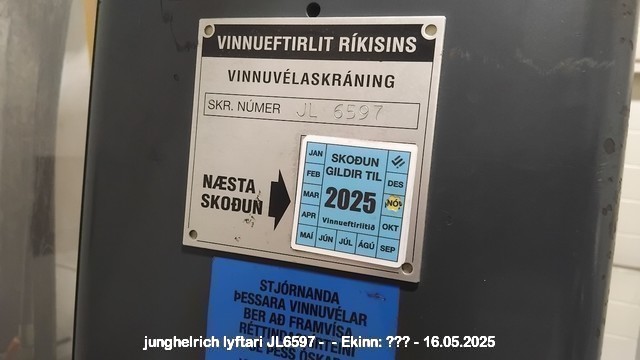 VINNUEFTIRLIT RÍKISINS
VINNUVÉLASKRÁNING
SKR. NÚMER JL 6597
NÆSTA
SKOÐUN
SKOÐUN
GILDIR TIL
2025
Vinnueftirlitið
JAN
FEB
MAR
APR
MAÍ JÚN JÚL ÁGÚ SEP
OKT
NÓV
DES
STJÓRNANDA
ÞESSARA VINNUVÉLAR
BER AÐ FRAMVÍSA
junghelrich lyftari JL6597 - - Ekinn: ??? - 16.05.2025